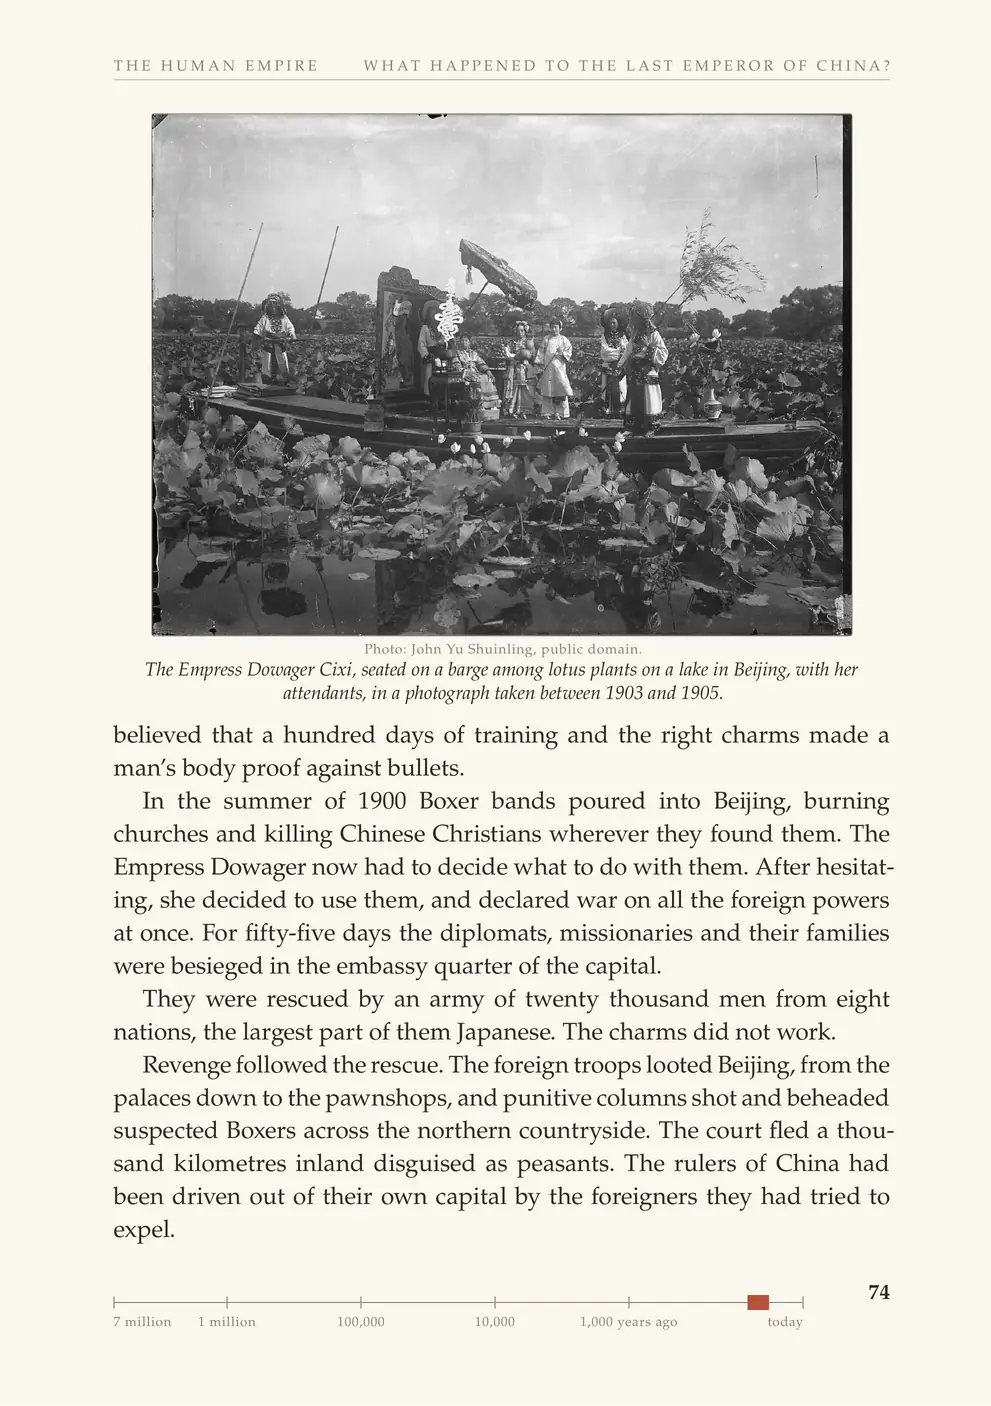 THE HUMAN EMPIRE WHAT HAPPENED TO THE LAST EMPEROR OF CHINA?
Photo: John Yu Shuinling, public domain.
The Empress Dowager Cixi, seated on a barge among lotus plants on a lake in Beijing, with her
attendants, in a photograph taken between 1903 and 1905.
believed that a hundred days of training and the right charms made a
man’s body proof against bullets.
In the summer of 1900 Boxer bands poured into Beijing, burning
churches and killing Chinese Christians wherever they found them. The
Empress Dowager now had to decide what to do with them. After hesitat-
ing, she decided to use them, and declared war on all the foreign powers
at once. For fifty-five days the diplomats, missionaries and their families
were besieged in the embassy quarter of the capital.
They were rescued by an army of twenty thousand men from eight
nations, the largest part of them Japanese. The charms did not work.
Revenge followed the rescue. The foreign troops looted Beijing, from the
palaces down to the pawnshops, and punitive columns shot and beheaded
suspected Boxers across the northern countryside. The court fled a thou-
sand kilometres inland disguised as peasants. The rulers of China had
been driven out of their own capital by the foreigners they had tried to
expel.
74
7 million 1 million 100,000 10,000 1,000 years ago today